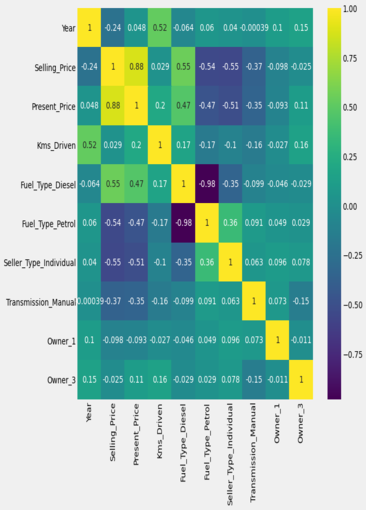 Year 1 -0.24 0.048 0.52 -0.064 0.06 0.04 -0.00039 0.1 0.15
Selling_Price -0.24 1 0.88 0.029 0.55 -0.54 -0.55 -0.37 -0.098 -0.025
Present_Price 0.048 0.88 1 0.2 0.47 -0.47 -0.51 -0.35 -0.093 0.11
Kms_Driven 0.52 0.029 0.2 1 0.17 -0.17 -0.1 -0.16 -0.027 0.16
Fuel_Type_Diesel -0.064 0.55 0.47 0.17 1 -0.98 -0.35 -0.099 -0.046 -0.029
Fuel_Type_Petrol 0.06 -0.54 -0.47 -0.17 -0.98 1 0.36 0.091 0.049 0.029
Seller_Type_Individual 0.04 -0.55 -0.51 -0.1 -0.35 0.36 1 0.063 0.096 0.078
Transmission_Manual 0.00039 -0.37 -0.35 -0.16 -0.099 0.091 0.063 1 0.073 -0.15
Owner_1 0.1 -0.098 -0.093 -0.027 -0.046 0.049 0.096 0.073 1 -0.011
Owner_3 0.15 -0.025 0.11 0.16 -0.029 0.029 0.078 -0.15 -0.011 1
Year
Selling_Price
Present_Price
Kms_Driven
Fuel_Type_Diesel
Fuel_Type_Petrol
Seller_Type_Individual
Transmission_Manual
Owner_1
Owner_3
1.00
0.75
0.50
0.25
0.00
-0.25
-0.50
-0.75